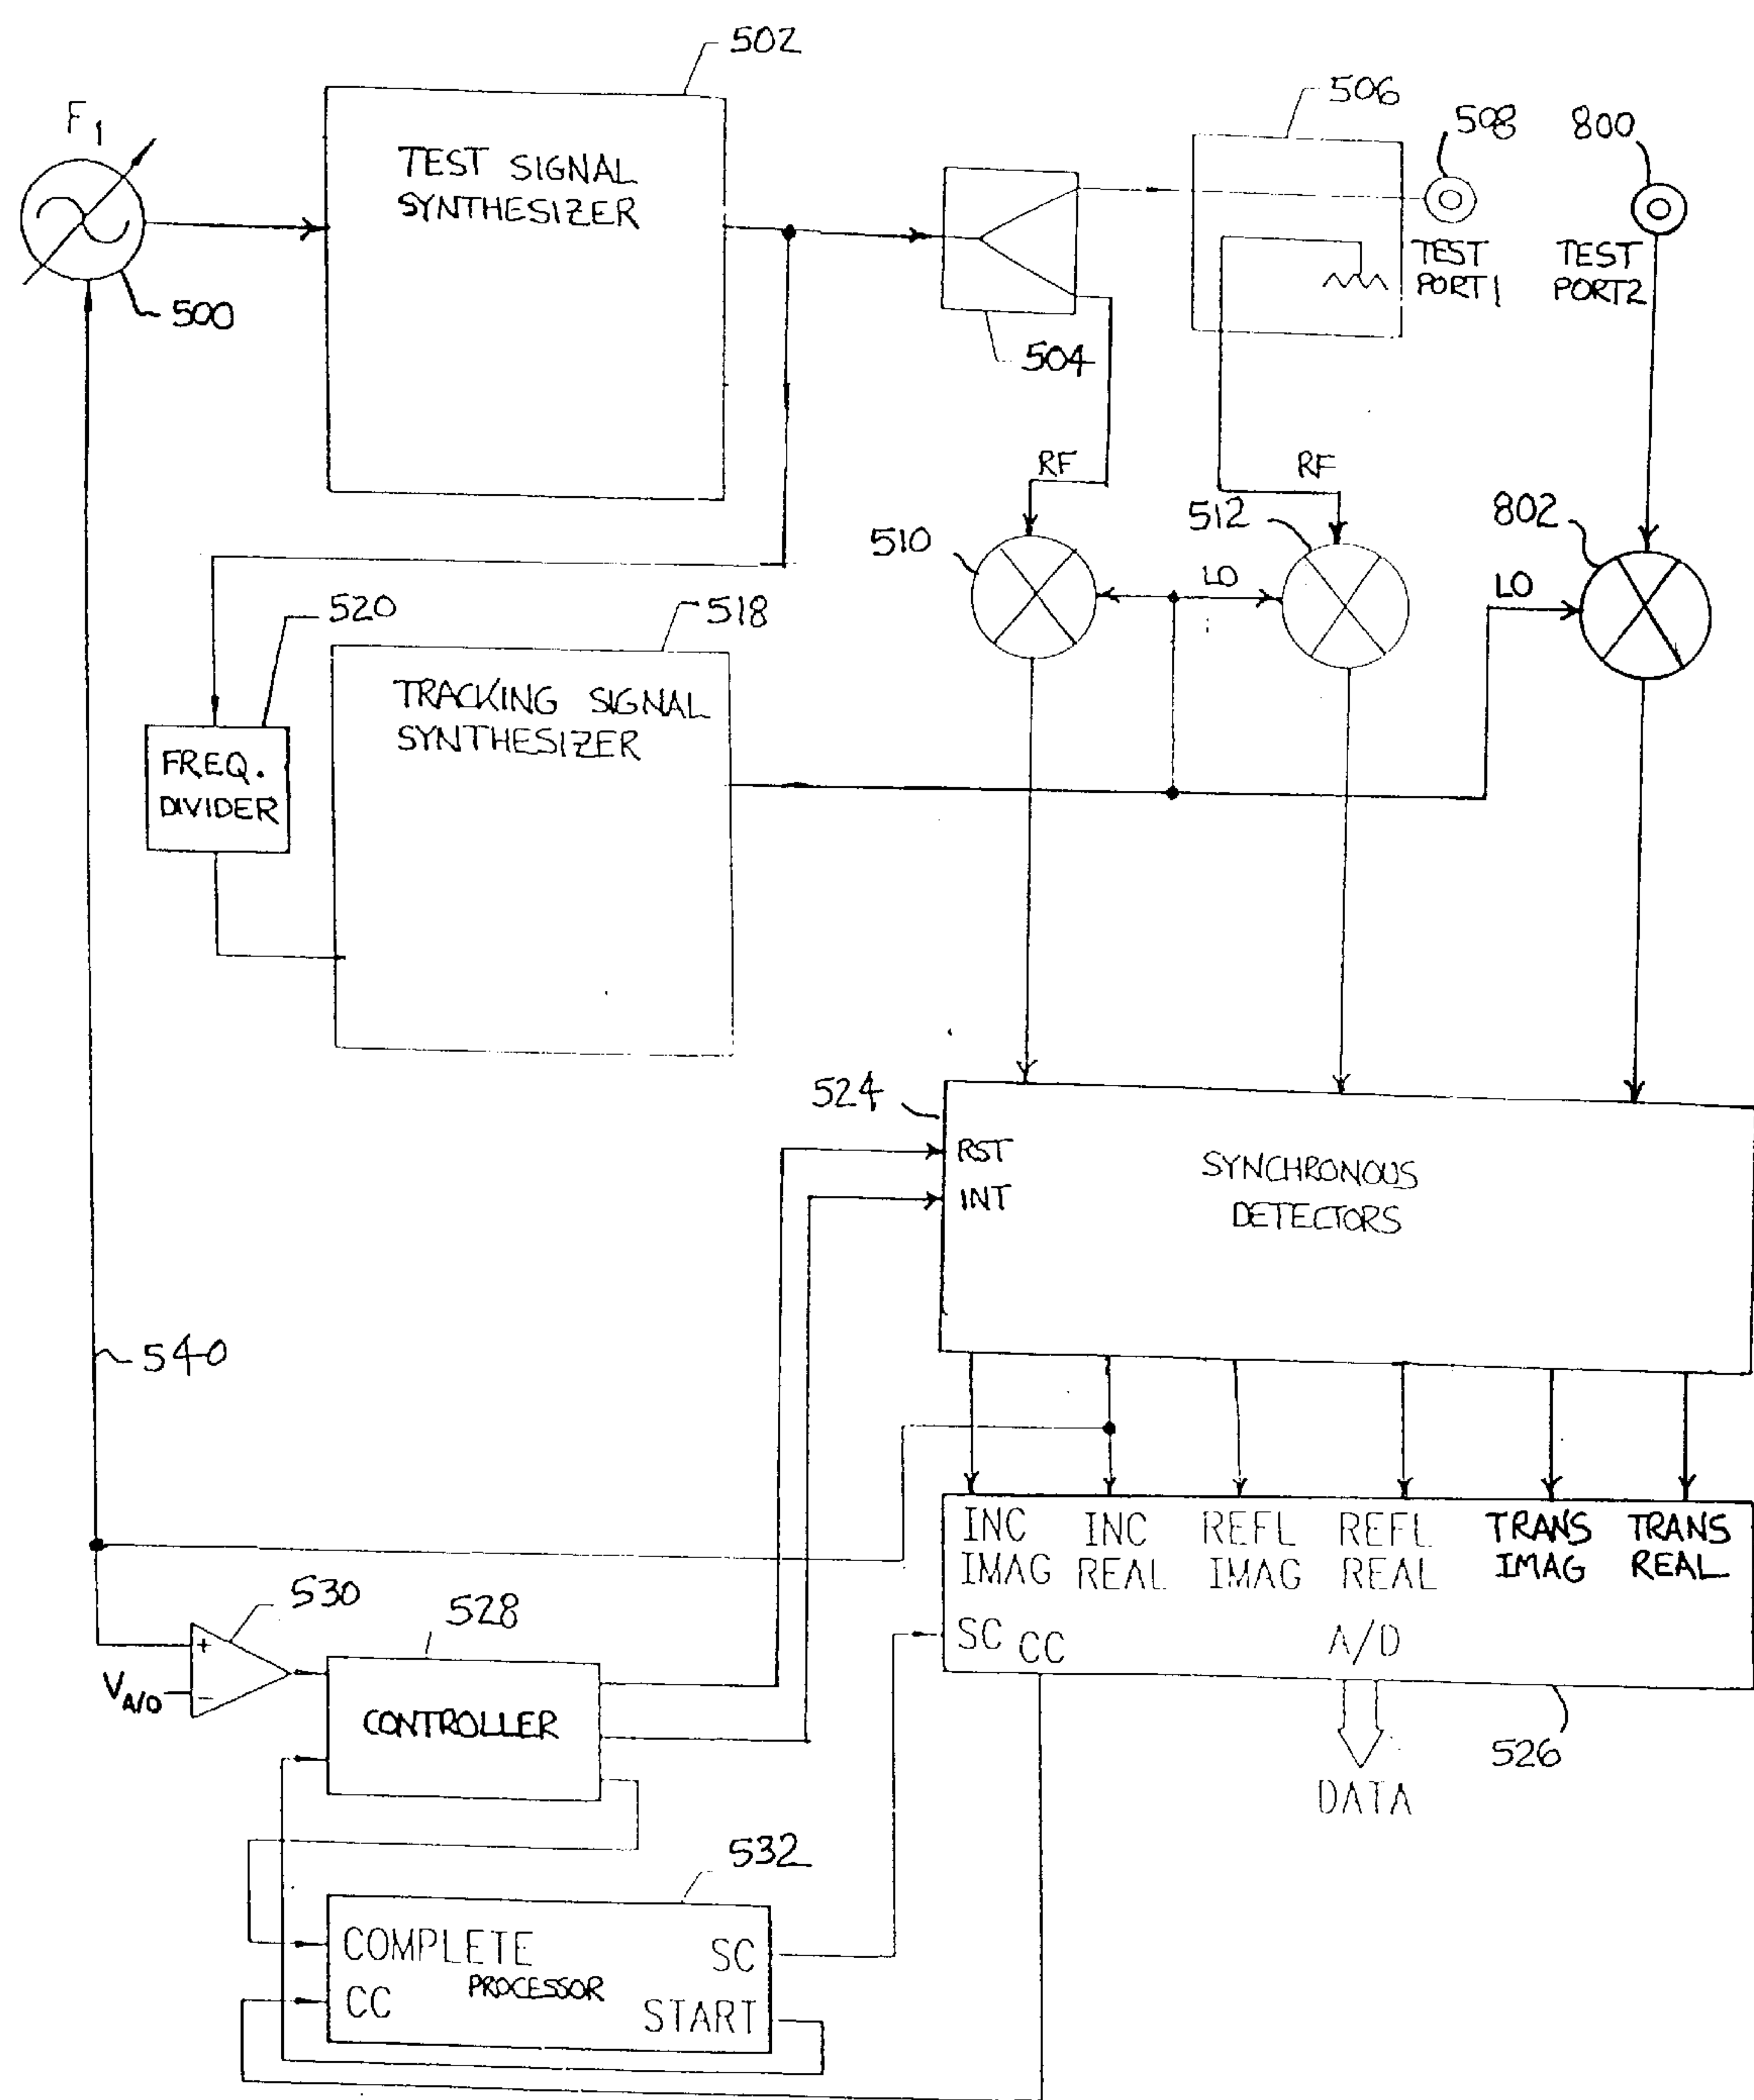 502
506
508
800
F1
TEST SIGNAL
SYNTHESIZER
TEST
PORT1
TEST
PORT2
500
504
RF
RF
510
512
802
LO
LO
520
518
FREQ.
DIVIDER
TRACKING SIGNAL
SYNTHESIZER
524
RST
INT
SYNCHRONOUS
DETECTORS
540
INC
IMAG
INC
REAL
REFL
IMAG
REFL
REAL
TRANS
IMAG
TRANS
REAL
SC
CC
A/D
530
528
VA/D
CONTROLLER
526
DATA
532
COMPLETE
SC
PROCESSOR
CC
START